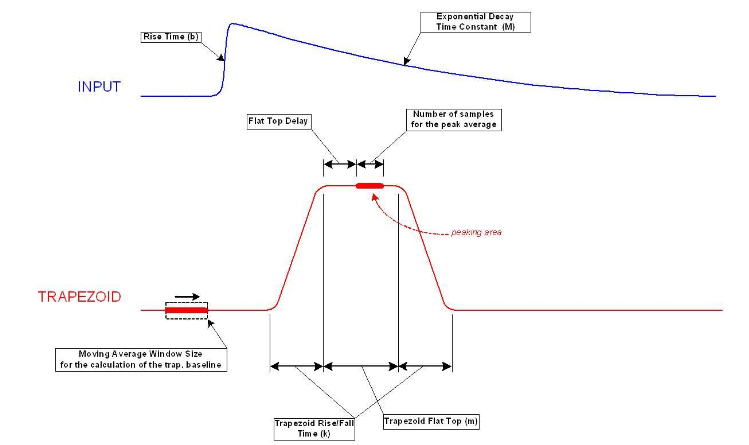 Exponential Decay
Time Constant (M)
Rise Time (b)
INPUT
Flat Top Delay
Number of samples
for the peak average
peaking area
TRAPEZOID
Moving Average Window Size
for the calculation of the trap. baseline
Trapezoid Rise/Fall
Time (k)
Trapezoid Flat Top (m)